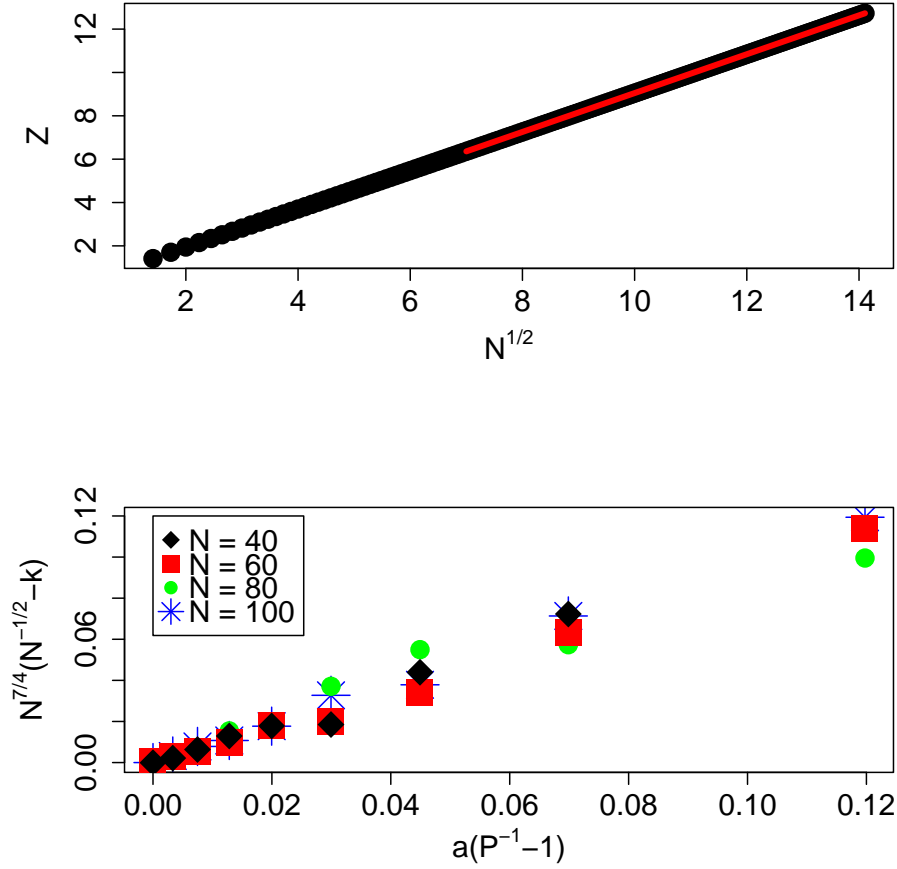 12
8
6
4
2
Z
2 4 6 8 10 12 14
N^{1/2}
0.12
0.06
0.00
N^{7/4}(N^{−1/2}−k)
N = 40
N = 60
N = 80
N = 100
0.00 0.02 0.04 0.06 0.08 0.10 0.12
a(P^{−1}−1)